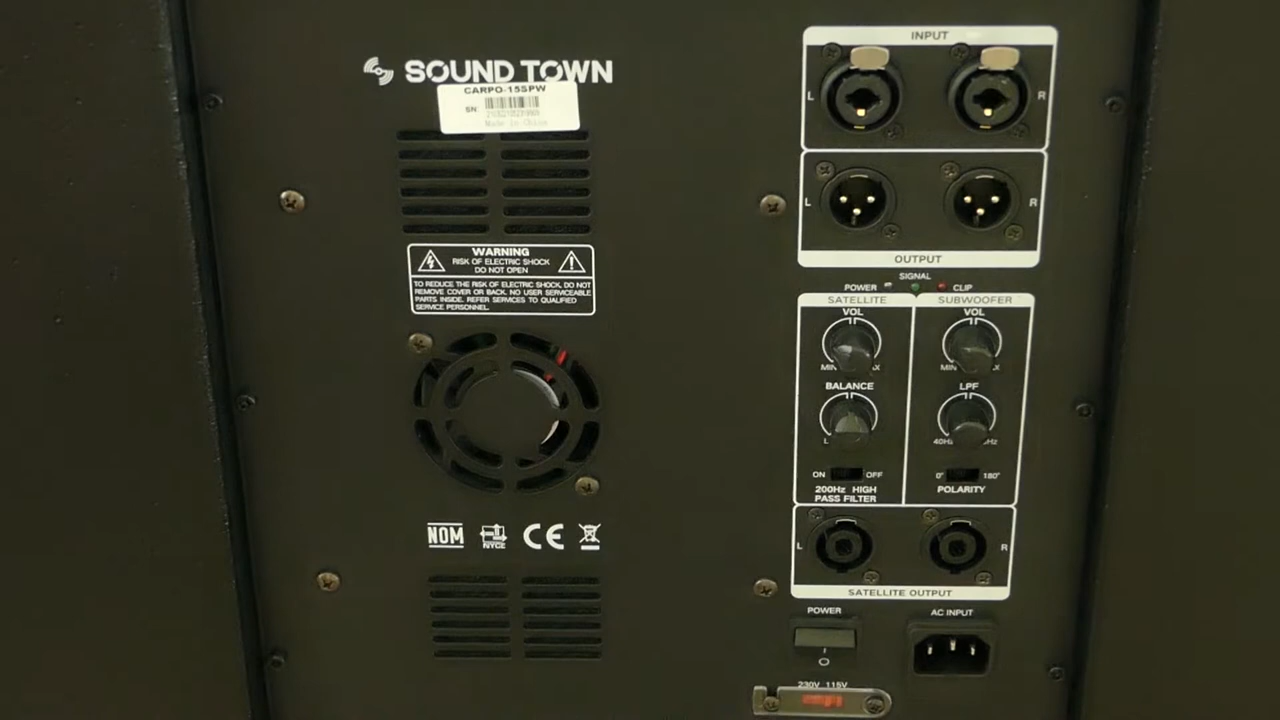 SOUND TOWN
CARPO-15SPW
SN:
Made in China
WARNING
RISK OF ELECTRIC SHOCK
DO NOT OPEN
TO REDUCE THE RISK OF ELECTRIC SHOCK, DO NOT
REMOVE COVER OR BACK. NO USER SERVICEABLE
PARTS INSIDE. REFER SERVICES TO QUALIFIED
SERVICE PERSONNEL.
NOM
NYCE
CE
INPUT
L R
L R
OUTPUT
SIGNAL
POWER CLIP
SATELLITE SUBWOOFER
VOL VOL
MIN MIN
BALANCE LPF
L 40Hz
ON OFF 0° 180°
200Hz HIGH POLARITY
PASS FILTER
L R
SATELLITE OUTPUT
POWER AC INPUT
230V 115V